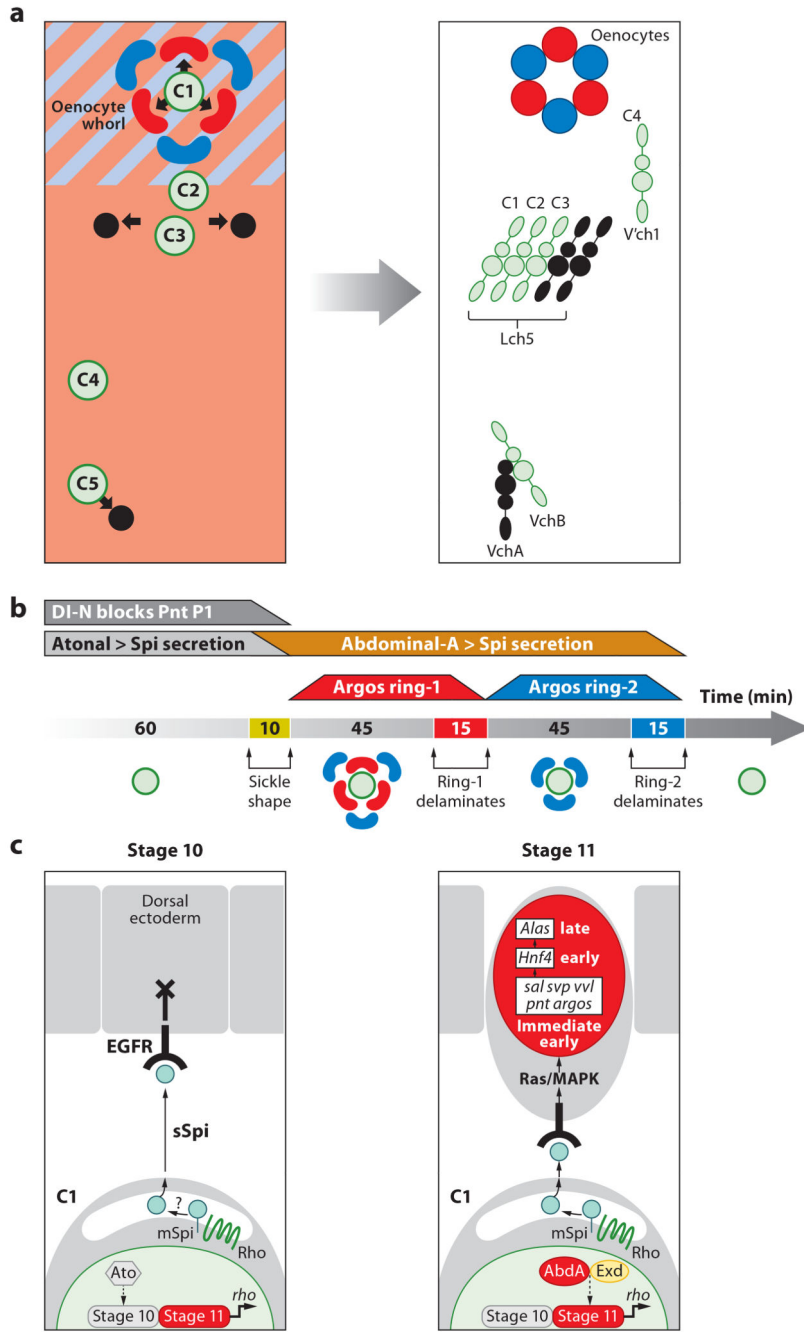 a
C1
Oenocyte
whorl
C2
C3
C4
C5
Oenocytes
C4
V'ch1
C1 C2 C3
Lch5
VchB
VchA
b
DI-N blocks Pnt P1
Atonal > Spi secretion
Abdominal-A > Spi secretion
Argos ring-1
Argos ring-2
Time (min)
60
10
45
15
45
15
Sickle
shape
Ring-1
delaminates
Ring-2
delaminates
c
Stage 10
Dorsal
ectoderm
EGFR
sSpi
C1
?
mSpi
Rho
Ato
rho
Stage 10
Stage 11
Stage 11
Alas late
Hnf4 early
sal svp vvl
pnt argos
Immediate
early
Ras/MAPK
C1
?
mSpi
Rho
AbdA
Exd
rho
Stage 10
Stage 11